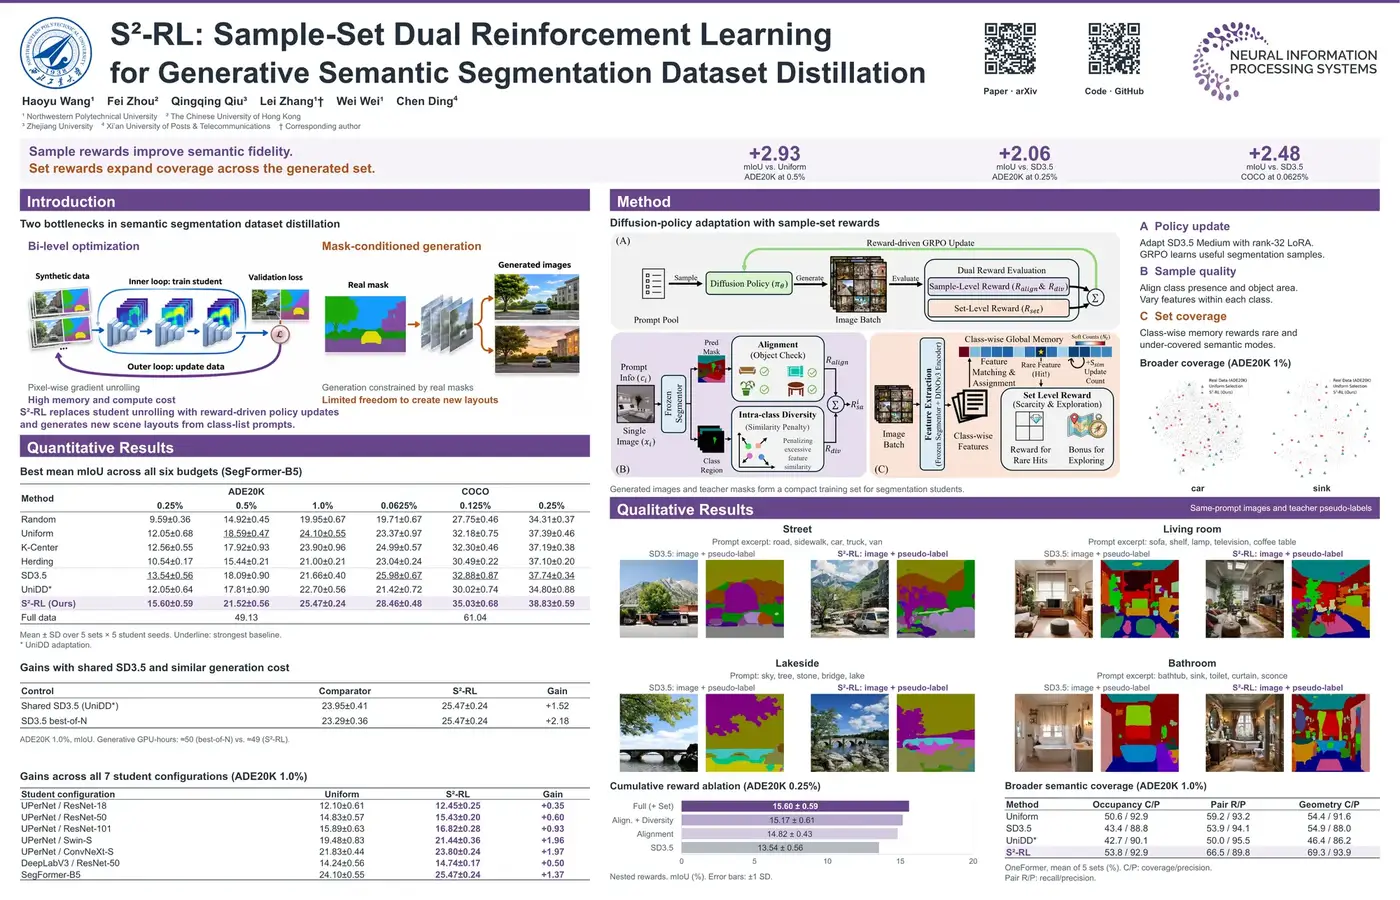 S²-RL: Sample-Set Dual Reinforcement Learning
for Generative Semantic Segmentation Dataset Distillation
Haoyu Wang¹ Fei Zhou² Qingqing Qiu³ Lei Zhang¹† Wei Wei¹ Chen Ding⁴
¹ Northwestern Polytechnical University ² The Chinese University of Hong Kong
³ Zhejiang University ⁴ Xi'an University of Posts & Telecommunications † Corresponding author
Paper · arXiv
Code · GitHub
NEURAL INFORMATION
PROCESSING SYSTEMS
Sample rewards improve semantic fidelity.
Set rewards expand coverage across the generated set.
+2.93
mIoU vs. Uniform
ADE20K at 0.5%
+2.06
mIoU vs. SD3.5
ADE20K at 0.25%
+2.48
mIoU vs. SD3.5
COCO at 0.0625%
Introduction
Two bottlenecks in semantic segmentation dataset distillation
Bi-level optimization
Synthetic data
Inner loop: train student
Validation loss
...
ℒ
Outer loop: update data
Pixel-wise gradient unrolling
High memory and compute cost
Mask-conditioned generation
Real mask
Generated images
Generation constrained by real masks
Limited freedom to create new layouts
S²-RL replaces student unrolling with reward-driven policy updates
and generates new scene layouts from class-list prompts.
Quantitative Results
Best mean mIoU across all six budgets (SegFormer-B5)
Method ADE20K COCO
0.25% 0.5% 1.0% 0.0625% 0.125% 0.25%
Random 9.59±0.36 14.92±0.45 19.95±0.67 19.71±0.67 27.75±0.46 34.31±0.37
Uniform 12.05±0.68 18.59±0.47 24.10±0.55 23.37±0.97 32.18±0.75 37.39±0.46
K-Center 12.56±0.55 17.92±0.93 23.90±0.96 24.99±0.57 32.30±0.46 37.19±0.38
Herding 10.54±0.17 15.44±0.21 21.00±0.21 23.04±0.24 30.49±0.22 37.10±0.20
SD3.5 13.54±0.56 18.09±0.90 21.66±0.40 25.98±0.67 32.88±0.87 37.74±0.34
UniDD* 12.05±0.64 17.81±0.90 22.70±0.56 21.42±0.72 30.02±0.74 34.80±0.88
S²-RL (Ours) 15.60±0.59 21.52±0.56 25.47±0.24 28.46±0.48 35.03±0.68 38.83±0.59
Full data 49.13 61.04
Mean ± SD over 5 sets × 5 student seeds. Underline: strongest baseline.
* UniDD adaptation.
Gains with shared SD3.5 and similar generation cost
Control Comparator S²-RL Gain
Shared SD3.5 (UniDD*) 23.95±0.41 25.47±0.24 +1.52
SD3.5 best-of-N 23.29±0.36 25.47±0.24 +2.18
ADE20K 1.0%, mIoU. Generative GPU-hours: ≈50 (best-of-N) vs. ≈49 (S²-RL).
Gains across all 7 student configurations (ADE20K 1.0%)
Student configuration Uniform S²-RL Gain
UPerNet / ResNet-18 12.10±0.61 12.45±0.25 +0.35
UPerNet / ResNet-50 14.83±0.57 15.43±0.20 +0.60
UPerNet / ResNet-101 15.89±0.63 16.82±0.28 +0.93
UPerNet / Swin-S 19.48±0.83 21.44±0.36 +1.96
UPerNet / ConvNeXt-S 21.83±0.44 23.80±0.24 +1.97
DeepLabV3 / ResNet-50 14.24±0.56 14.74±0.17 +0.50
SegFormer-B5 24.10±0.55 25.47±0.24 +1.37
Method
Diffusion-policy adaptation with sample-set rewards
(A)
Reward-driven GRPO Update
Prompt Pool
Sample
Diffusion Policy (πθ)
Generate
Image Batch
Evaluate
Dual Reward Evaluation
Sample-Level Reward (Ralign & Rdiv)
Set-Level Reward (Rset)
Σ
Prompt
Info (ci)
Single
Image (xi)
Frozen
Segmentor
Pred
Mask
Class
Region
Alignment
(Object Check)
Intra-class Diversity
(Similarity Penalty)
Penalizing
excessive
feature
similarity
Ralign
Σ
Rdiv
(B)
Class-wise Global Memory
Soft Counts
Feature
Matching &
Assignment
Rare Feature
(Hit!)
Update
Count
Image
Batch
Feature Extraction
(Frozen Segmentor + DINOv3 Encoder)
Class-wise
Features
Set Level Reward
(Scarcity & Exploration)
Reward for
Rare Hits
Bonus for
Exploring
(C)
Generated images and teacher masks form a compact training set for segmentation students.
A Policy update
Adapt SD3.5 Medium with rank-32 LoRA.
GRPO learns useful segmentation samples.
B Sample quality
Align class presence and object area.
Vary features within each class.
C Set coverage
Class-wise memory rewards rare and
under-covered semantic modes.
Broader coverage (ADE20K 1%)
Real Data (ADE20K)
Uniform Selection
S²-RL (Ours)
car
Real Data (ADE20K)
Uniform Selection
S²-RL (Ours)
sink
Qualitative Results
Same-prompt images and teacher pseudo-labels
Street
Prompt excerpt: road, sidewalk, car, truck, van
SD3.5: image + pseudo-label S²-RL: image + pseudo-label
Living room
Prompt excerpt: sofa, shelf, lamp, television, coffee table
SD3.5: image + pseudo-label S²-RL: image + pseudo-label
Lakeside
Prompt: sky, tree, stone, bridge, lake
SD3.5: image + pseudo-label S²-RL: image + pseudo-label
Bathroom
Prompt excerpt: bathtub, sink, toilet, curtain, sconce
SD3.5: image + pseudo-label S²-RL: image + pseudo-label
Cumulative reward ablation (ADE20K 0.25%)
Full (+ Set) 15.60 ± 0.59
Align. + Diversity 15.17 ± 0.61
Alignment 14.82 ± 0.43
SD3.5 13.54 ± 0.56
0 5 10 15 20
Nested rewards. mIoU (%). Error bars: ±1 SD.
Broader semantic coverage (ADE20K 1.0%)
Method Occupancy C/P Pair R/P Geometry C/P
Uniform 50.6 / 92.9 59.2 / 93.2 54.4 / 91.6
SD3.5 43.4 / 88.8 53.9 / 94.1 54.9 / 88.0
UniDD* 42.7 / 90.1 50.0 / 95.5 46.4 / 86.2
S²-RL 53.8 / 92.9 66.5 / 89.8 69.3 / 93.9
OneFormer, mean of 5 sets (%). C/P: coverage/precision.
Pair R/P: recall/precision.